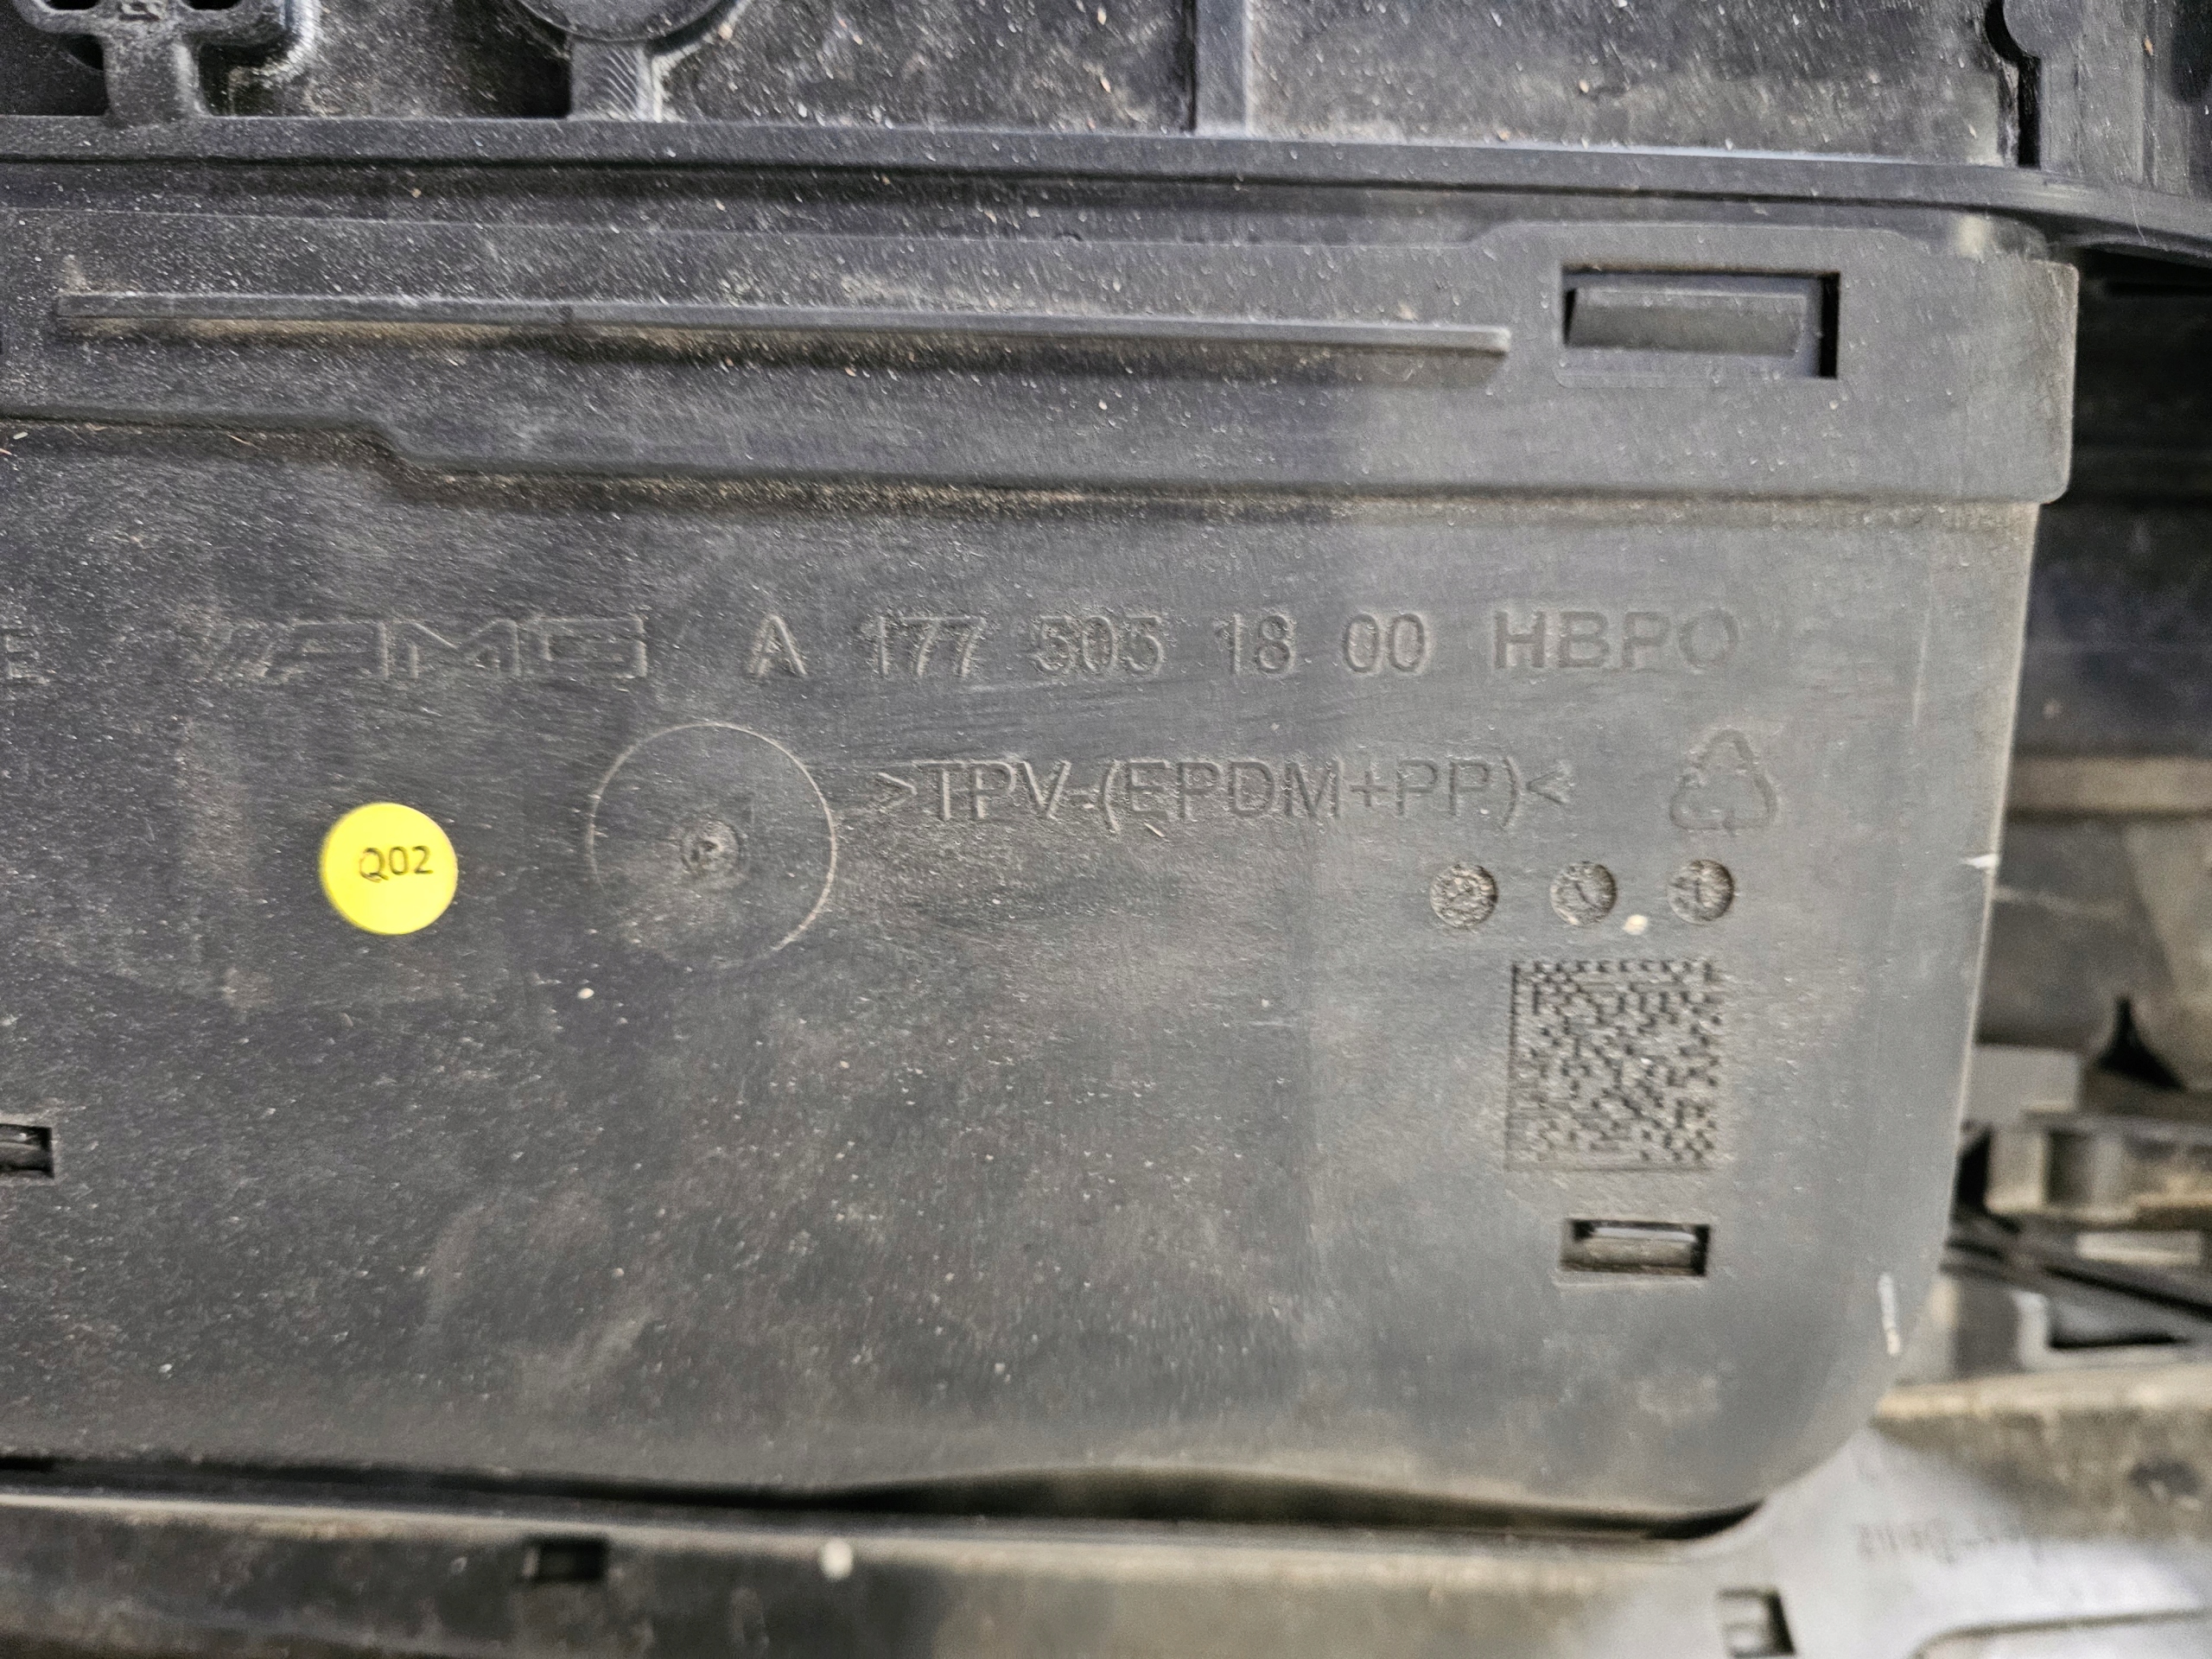 AMG A 177 505 18 00 HBPO
>TPV-(EPDM+PP)<
Q02